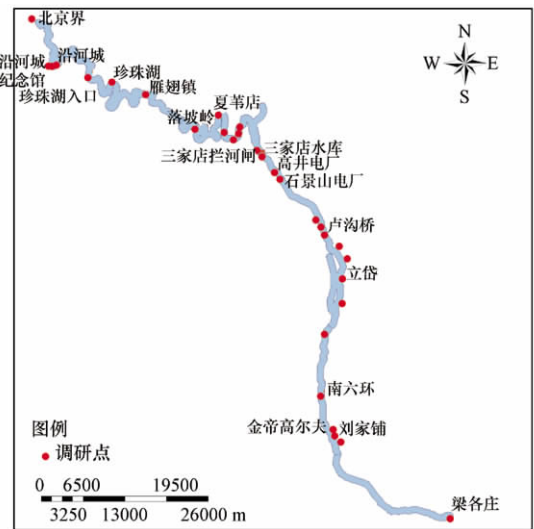 北京界
N
W E
S
沿河城
纪念馆
沿河城
珍珠湖入口
珍珠湖
雁翅镇
夏苇店
落坡岭
三家店拦河闸
三家店水库
高井电厂
石景山电厂
卢沟桥
立岱
南六环
金帝高尔夫
刘家铺
梁各庄
图例
调研点
0 6500 19500
3250 13000 26000 m